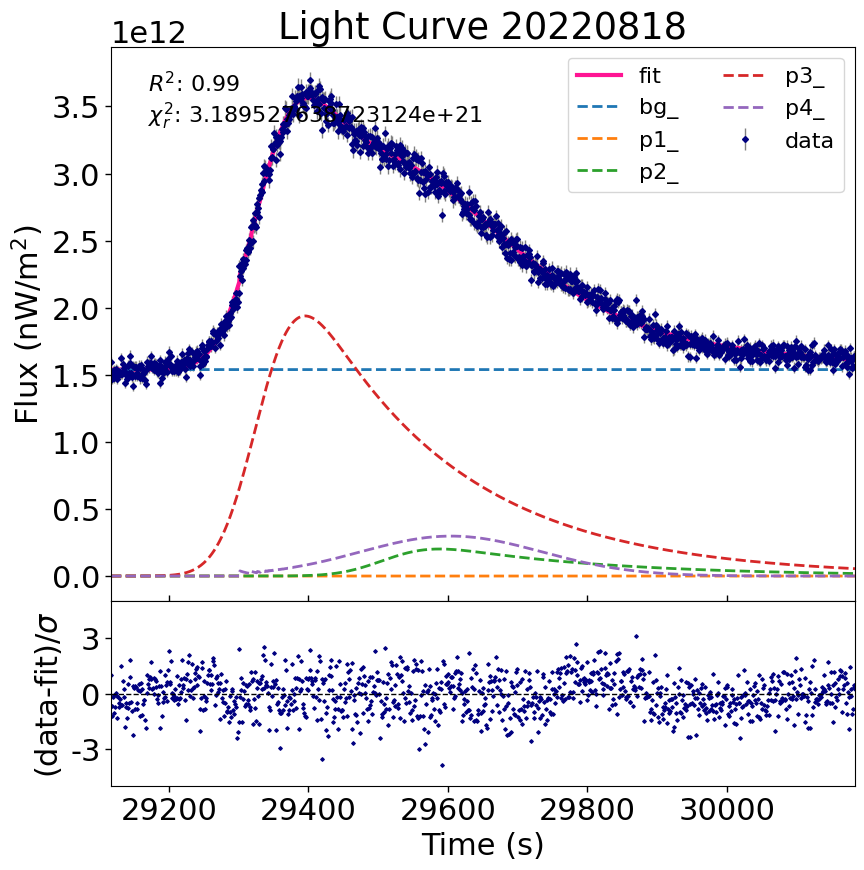 Light Curve 20220818
1e12
R²: 0.99
χ²ᵣ: 3.189527638723124e+21
fit
bg_
p1_
p2_
p3_
p4_
data
Flux (nW/m²)
3.5
3.0
2.5
2.0
1.5
1.0
0.5
0.0
(data-fit)/σ
3
0
-3
29200 29400 29600 29800 30000
Time (s)